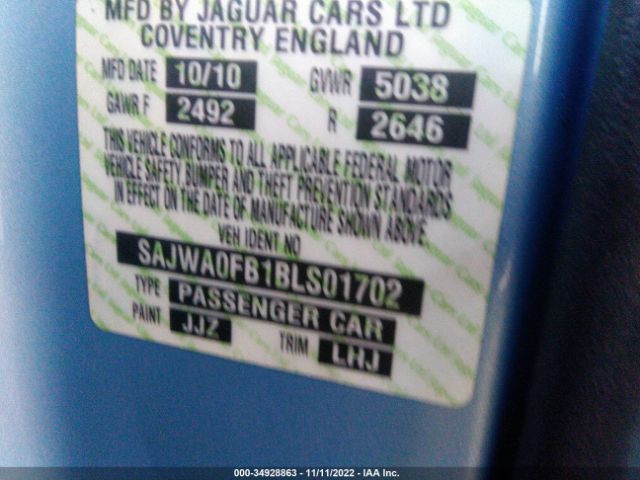 MFD BY JAGUAR CARS LTD
COVENTRY ENGLAND
MFD DATE 10/10 GVWR 5038
GAWR F 2492 R 2646
THIS VEHICLE CONFORMS TO ALL APPLICABLE FEDERAL MOTOR
VEHICLE SAFETY BUMPER AND THEFT PREVENTION STANDARDS
IN EFFECT ON THE DATE OF MANUFACTURE SHOWN ABOVE.
VEH IDENT NO
SAJWA0FB1BLS01702
TYPE PASSENGER CAR
PAINT JJZ TRIM LHJ
000-34928863 - 11/11/2022 - IAA Inc.